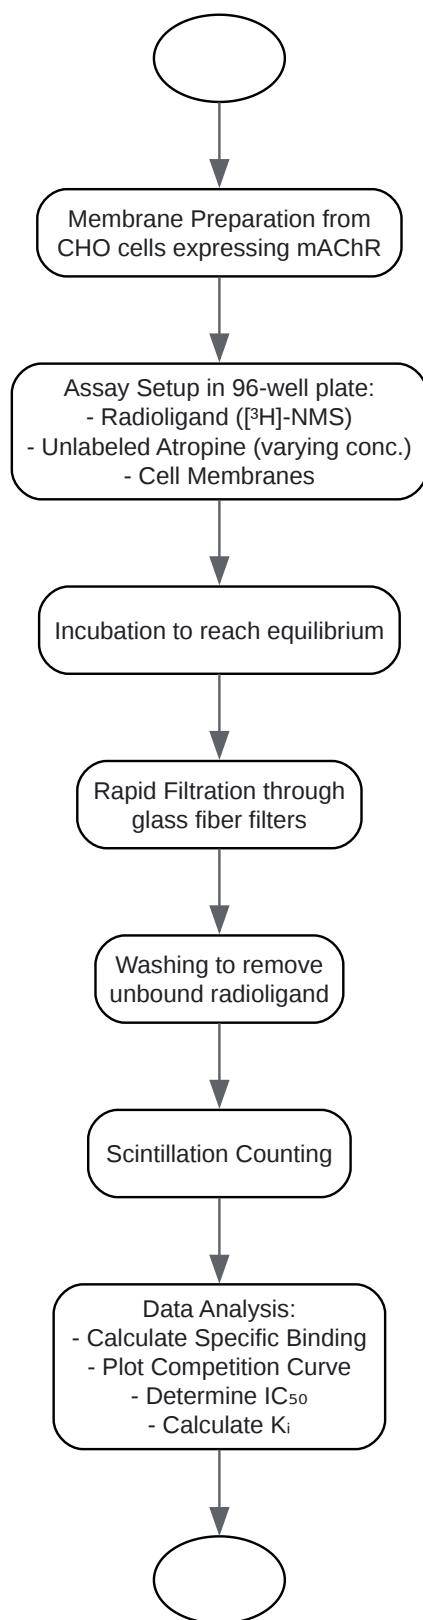 Membrane Preparation from
CHO cells expressing mAChR
Assay Setup in 96-well plate:
- Radioligand ([³H]-NMS)
- Unlabeled Atropine (varying conc.)
- Cell Membranes
Incubation to reach equilibrium
Rapid Filtration through
glass fiber filters
Washing to remove
unbound radioligand
Scintillation Counting
Data Analysis:
- Calculate Specific Binding
- Plot Competition Curve
- Determine IC₅₀
- Calculate Kᵢ